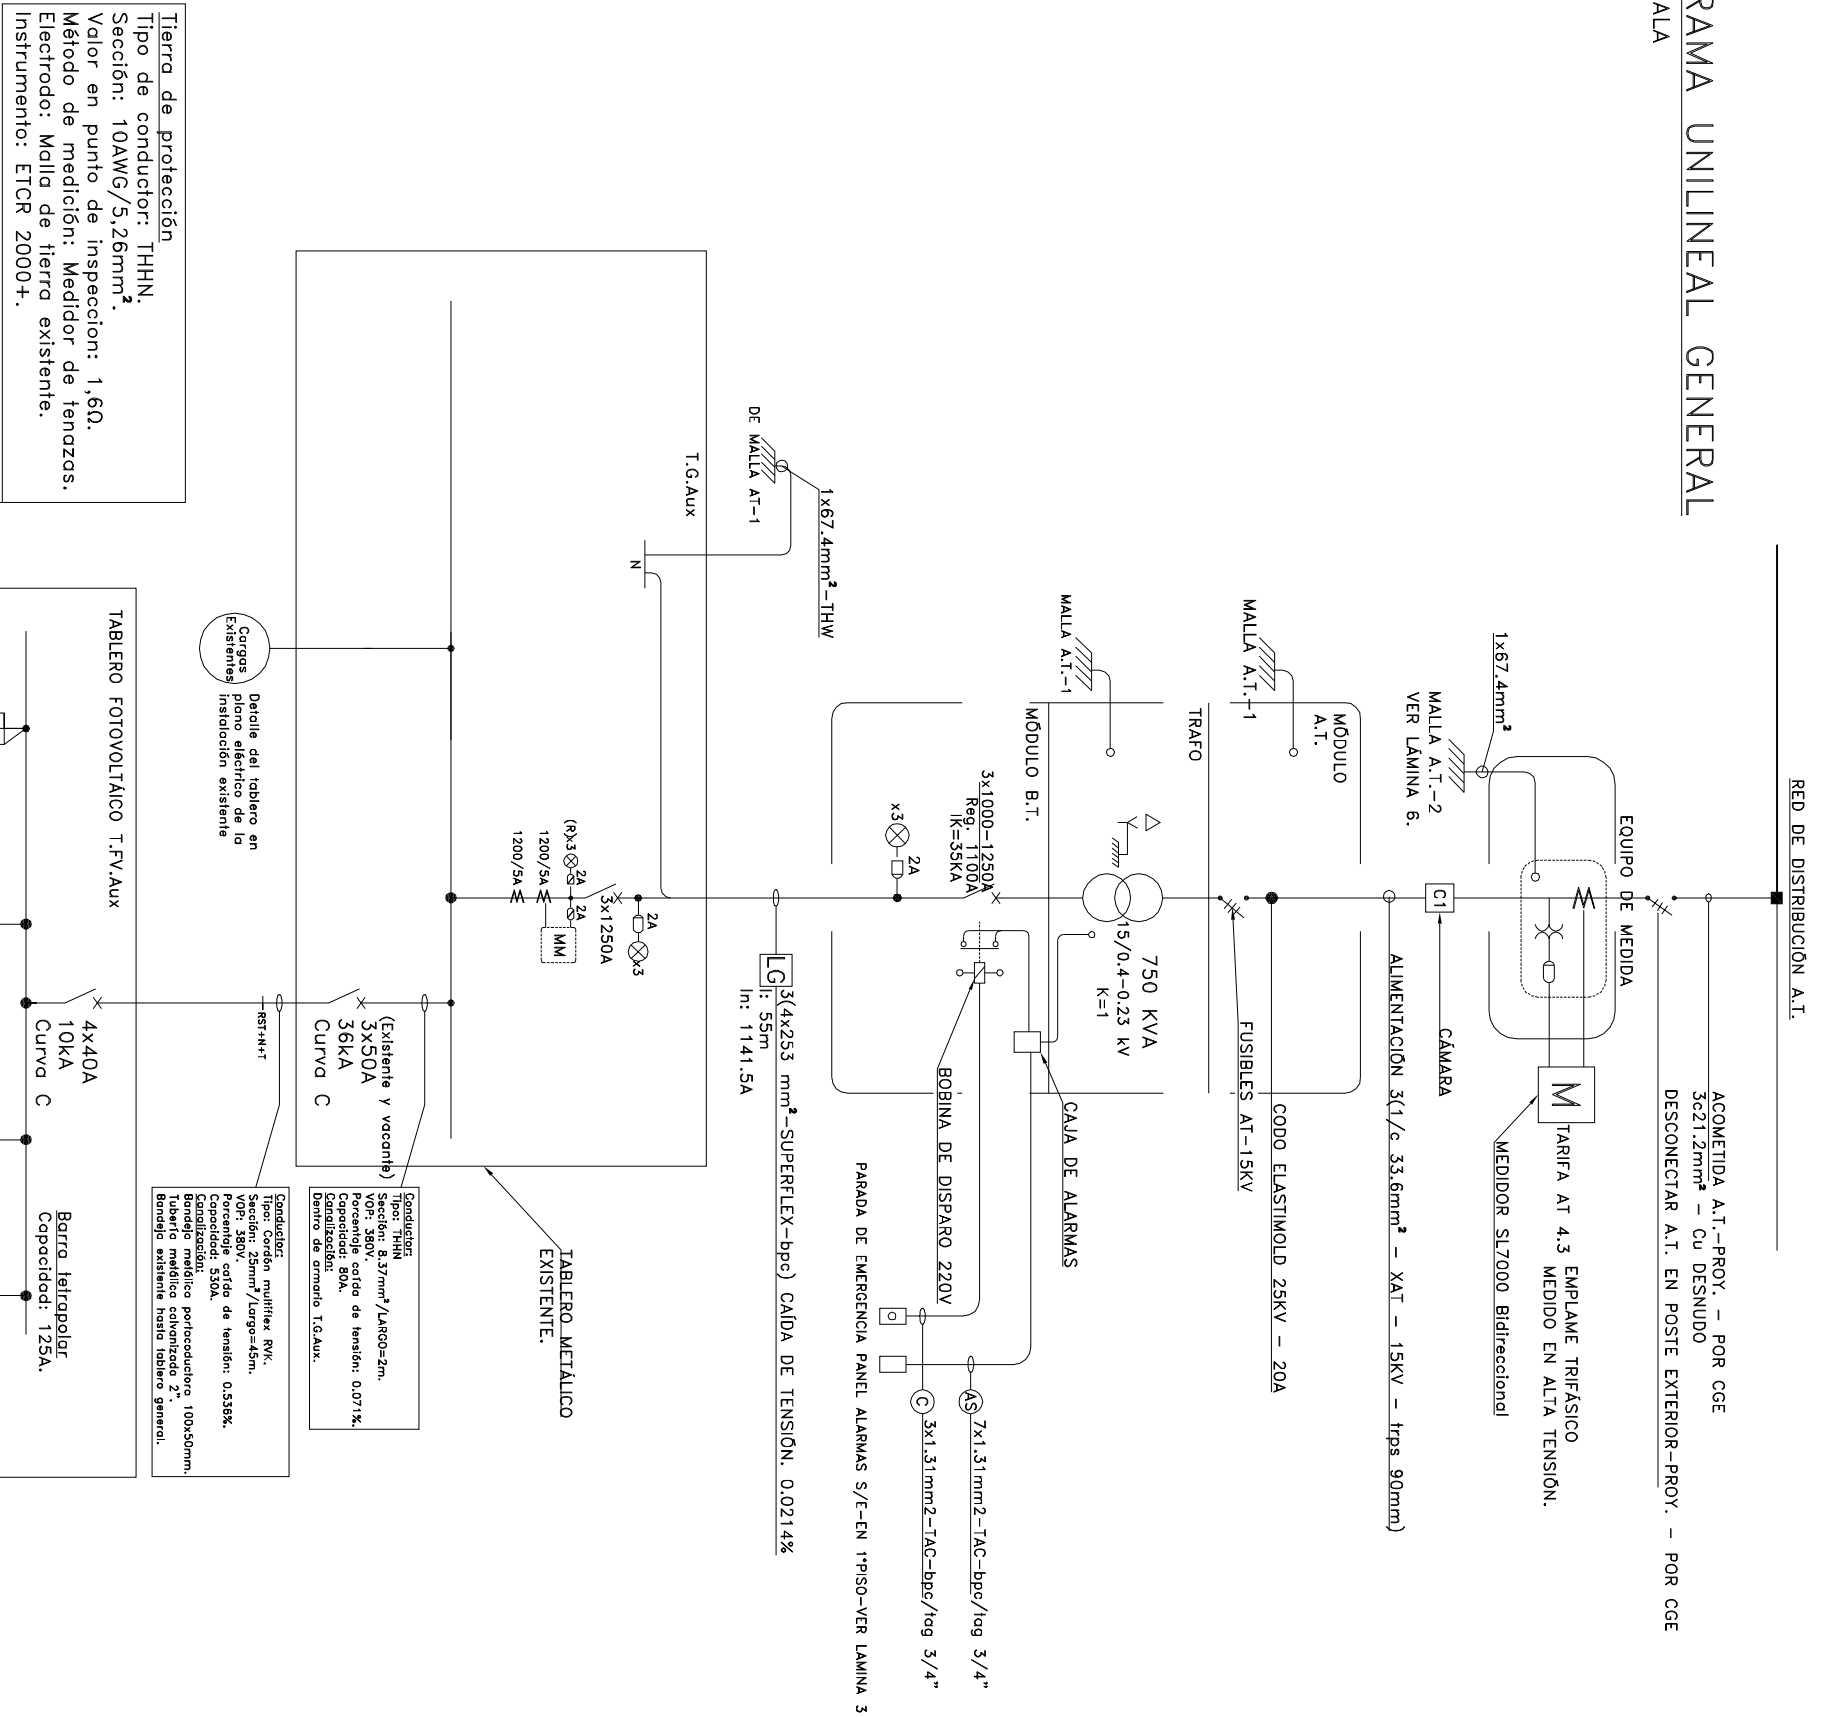 RAMA UNILINEAL GENERAL
ALA
RED DE DISTRIBUCIÓN A.T.
ACOMETIDA A.T.-PROY. - POR CGE
3c21.2mm² - Cu DESNUDO
DESCONECTAR A.T. EN POSTE EXTERIOR-PROY. - POR CGE
EQUIPO DE MEDIDA
M
TARIFA AT 4.3 EMPLAME TRIFÁSICO
MEDIDO EN ALTA TENSIÓN.
MEDIDOR SL7000 Bidireccional
1x67.4mm²
MALLA A.T.-2
VER LÁMINA 6.
C1
CÁMARA
ALIMENTACIÓN 3(1/c 33.6mm² - XAT - 15KV - trps 90mm)
MÓDULO
A.T.
MALLA A.T.-1
CODO ELASTIMOLD 25KV - 20A
FUSIBLES AT-15KV
TRAFO
750 KVA
15/0.4-0.23 kV
K=1
MALLA A.T.-1
MÓDULO B.T.
CAJA DE ALARMAS
3x1000-1250A
Reg. 1100A
IK=35KA
BOBINA DE DISPARO 220V
AS
7x1.31mm2-TAC-bpc/tag 3/4"
C
3x1.31mm2-TAC-bpc/tag 3/4"
x3
2A
PARADA DE EMERGENCIA PANEL ALARMAS S/E-EN 1°PISO-VER LAMINA 3
1x67.4mm²-THW
DE MALLA AT-1
LG
3(4x253 mm²-SUPERFLEX-bpc) CAÍDA DE TENSIÓN. 0.0214%
l: 55m
In: 1141.5A
T.G.Aux
N
2A
x3
3x1250A
(R)x3
2A
2A
MM
1200/5A
1200/5A
TABLERO METÁLICO
EXISTENTE.
(Existente y vacante)
3x50A
36kA
Curva C
Conductor:
Tipo: THHN
Sección: 8.37mm²/LARGO=2m.
VOP: 380V.
Porcentaje caída de tensión: 0.071%.
Capacidad: 80A.
Canalización:
Dentro de armario T.G.Aux.
Cargas
Existentes
Detalle del tablero en
plano eléctrico de la
instalación existente
RST+N+T
Conductor:
Tipo: Cordón multiflex RVK.
Sección: 25mm²/Largo=45m.
VOP: 380V.
Porcentaje caída de tensión: 0.536%.
Capacidad: 530A.
Canalización:
Bandeja metálica portocoductora 100x50mm.
Tubería metálica calvanizada 2".
Bandeja existente hasta tablero general.
TABLERO FOTOVOLTÁICO T.FV.Aux
4x40A
10kA
Curva C
Barra tetrapolar
Capacidad: 125A.
Tierra de protección
Tipo de conductor: THHN.
Sección: 10AWG/5,26mm².
Valor en punto de inspeccion: 1,6Ω.
Método de medición: Medidor de tenazas.
Electrodo: Malla de tierra existente.
Instrumento: ETCR 2000+.